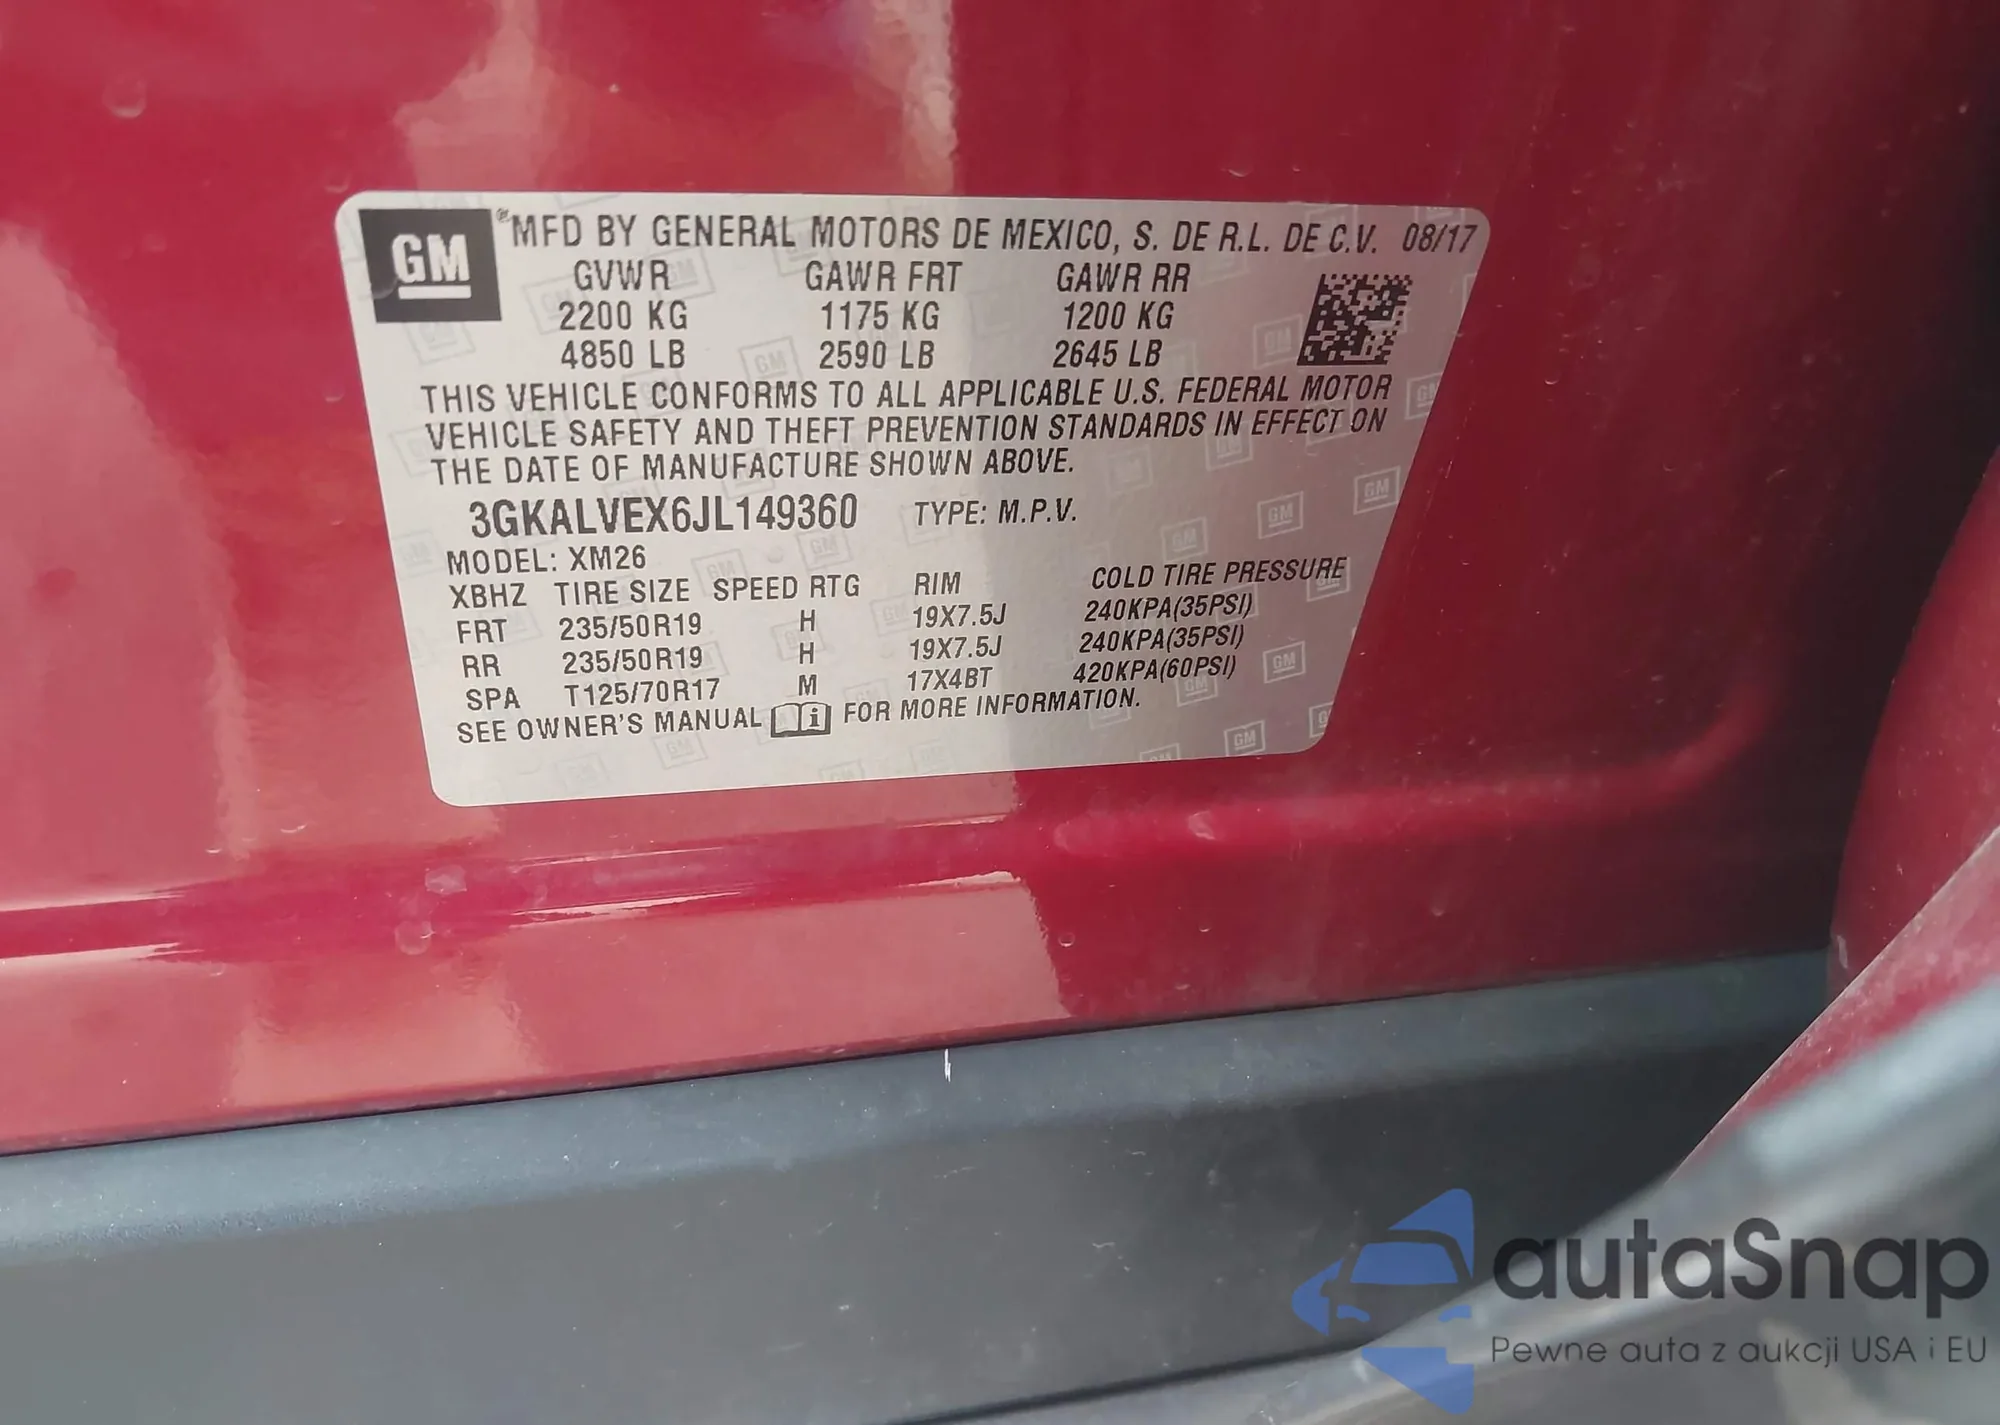 GM ® MFD BY GENERAL MOTORS DE MEXICO, S. DE R.L. DE C.V. 08/17
GVWR GAWR FRT GAWR RR
2200 KG 1175 KG 1200 KG
4850 LB 2590 LB 2645 LB
THIS VEHICLE CONFORMS TO ALL APPLICABLE U.S. FEDERAL MOTOR
VEHICLE SAFETY AND THEFT PREVENTION STANDARDS IN EFFECT ON
THE DATE OF MANUFACTURE SHOWN ABOVE.
3GKALVEX6JL149360 TYPE: M.P.V.
MODEL: XM26
XBHZ TIRE SIZE SPEED RTG RIM COLD TIRE PRESSURE
FRT 235/50R19 H 19X7.5J 240KPA(35PSI)
RR 235/50R19 H 19X7.5J 240KPA(35PSI)
SPA T125/70R17 M 17X4BT 420KPA(60PSI)
SEE OWNER'S MANUAL i FOR MORE INFORMATION.
autaSnap
Pewne auta z aukcji USA i EU